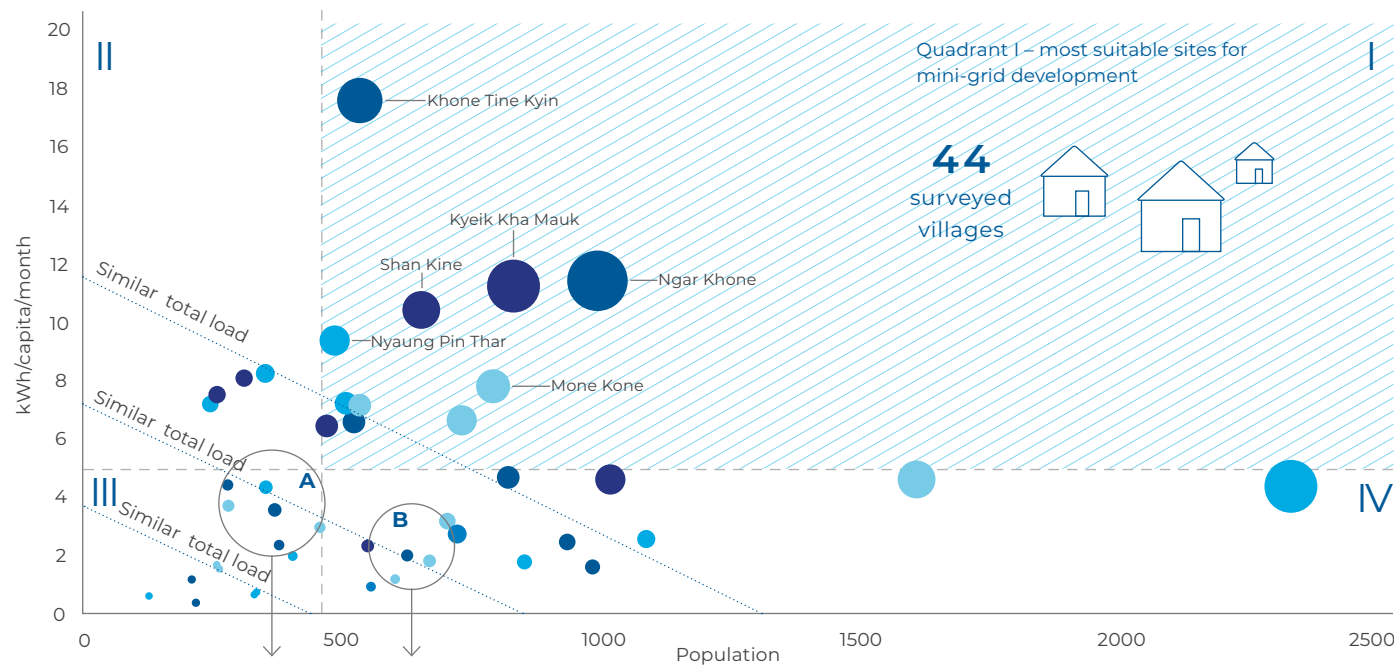 20
18
16
14
12
10
8
6
4
2
0
kWh/capita/month
II
I
Quadrant I – most suitable sites for
mini-grid development
44
surveyed
villages
Khone Tine Kyin
Kyeik Kha Mauk
Shan Kine
Ngar Khone
Nyaung Pin Thar
Mone Kone
Similar total load
Similar total load
Similar total load
A
B
III
IV
0
500
1000
1500
2000
2500
Population